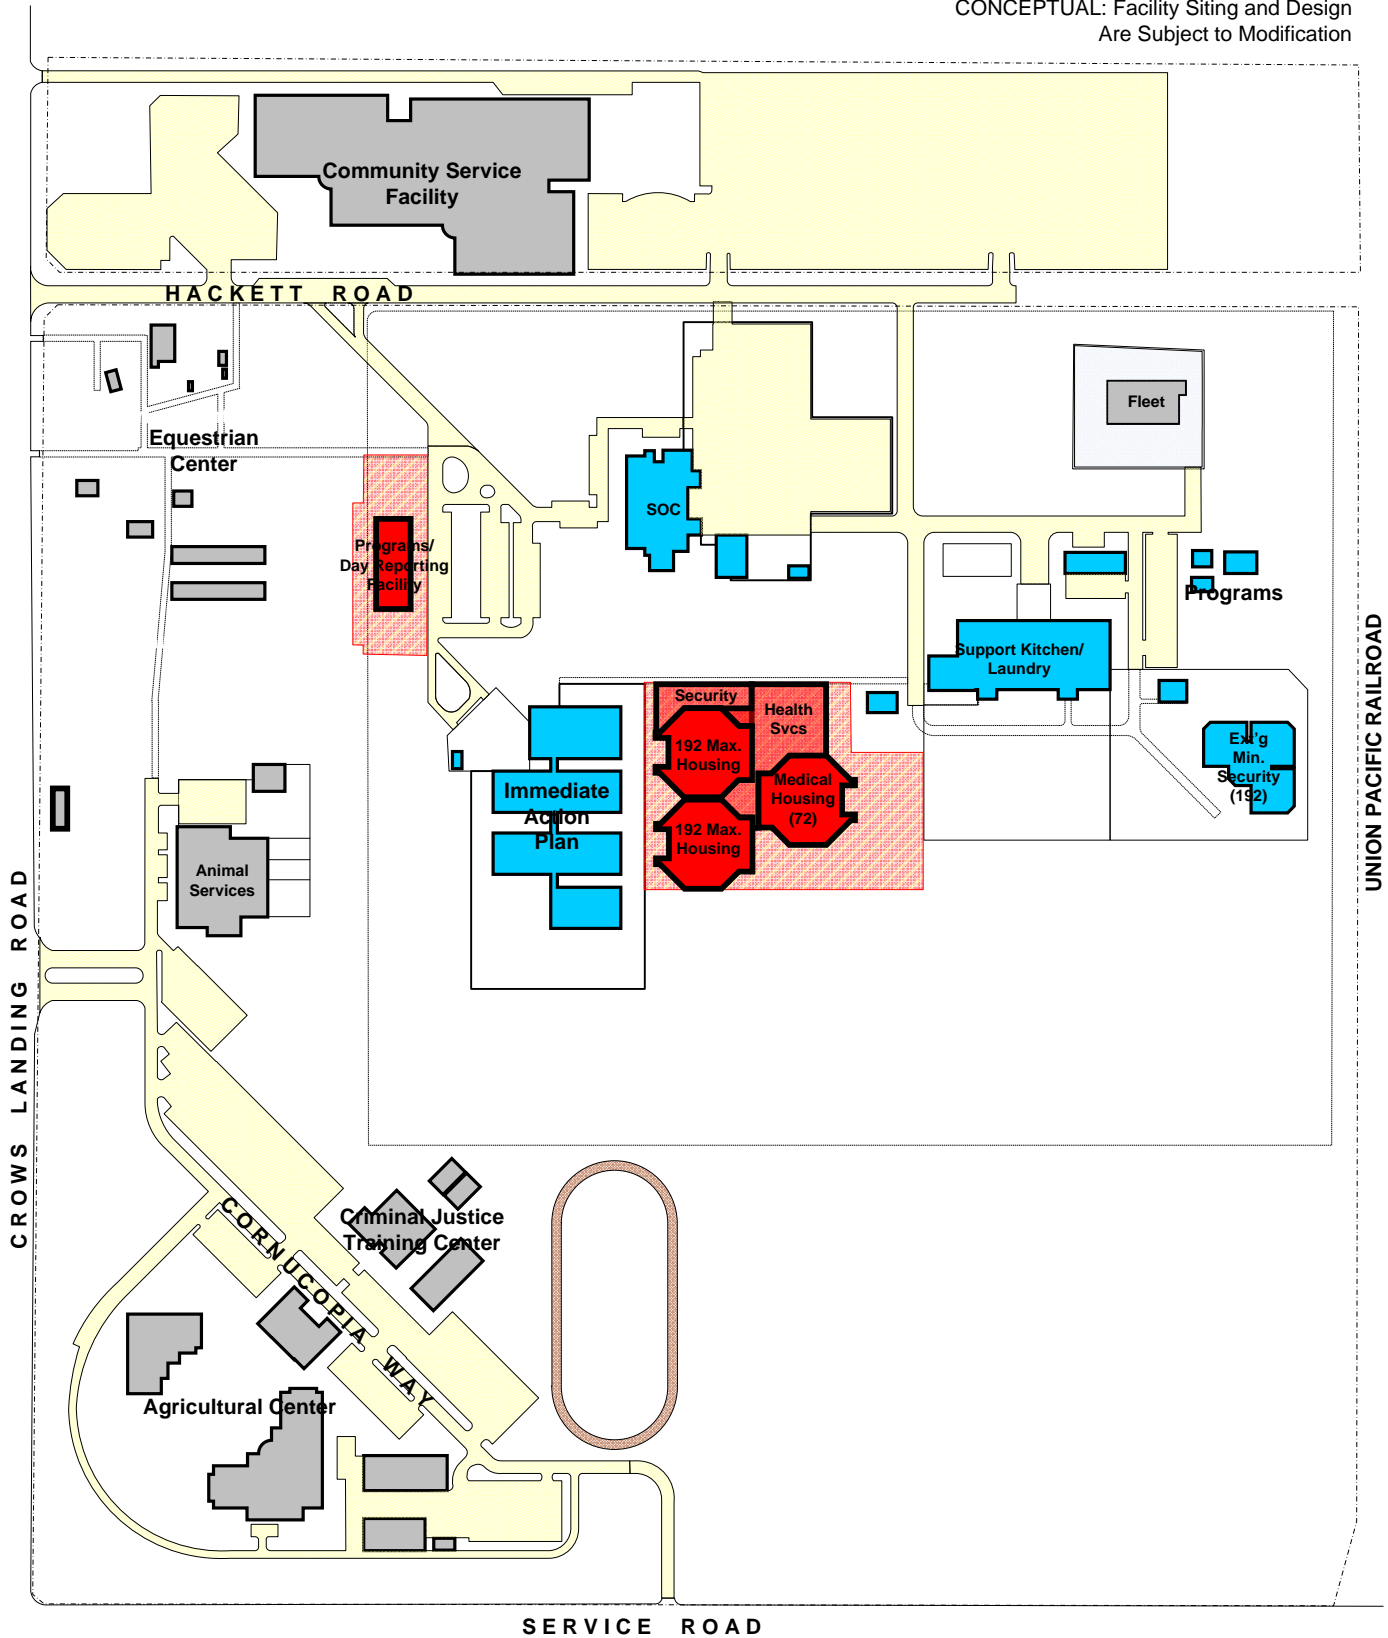 CONCEPTUAL: Facility Siting and Design
Are Subject to Modification
Community Service
Facility
HACKETT ROAD
Fleet
Equestrian
Center
SOC
Programs/
Day Reporting
Facility
Programs
Support Kitchen/
Laundry
UNION PACIFIC RAILROAD
Security
Health
Svcs
192 Max.
Housing
Ext'g
Min.
Security
(192)
Immediate
Action
Plan
Medical
Housing
(72)
192 Max.
Housing
Animal
Services
CROWS LANDING ROAD
CORNUCOPIA WAY
Criminal Justice
Training Center
Agricultural Center
SERVICE ROAD